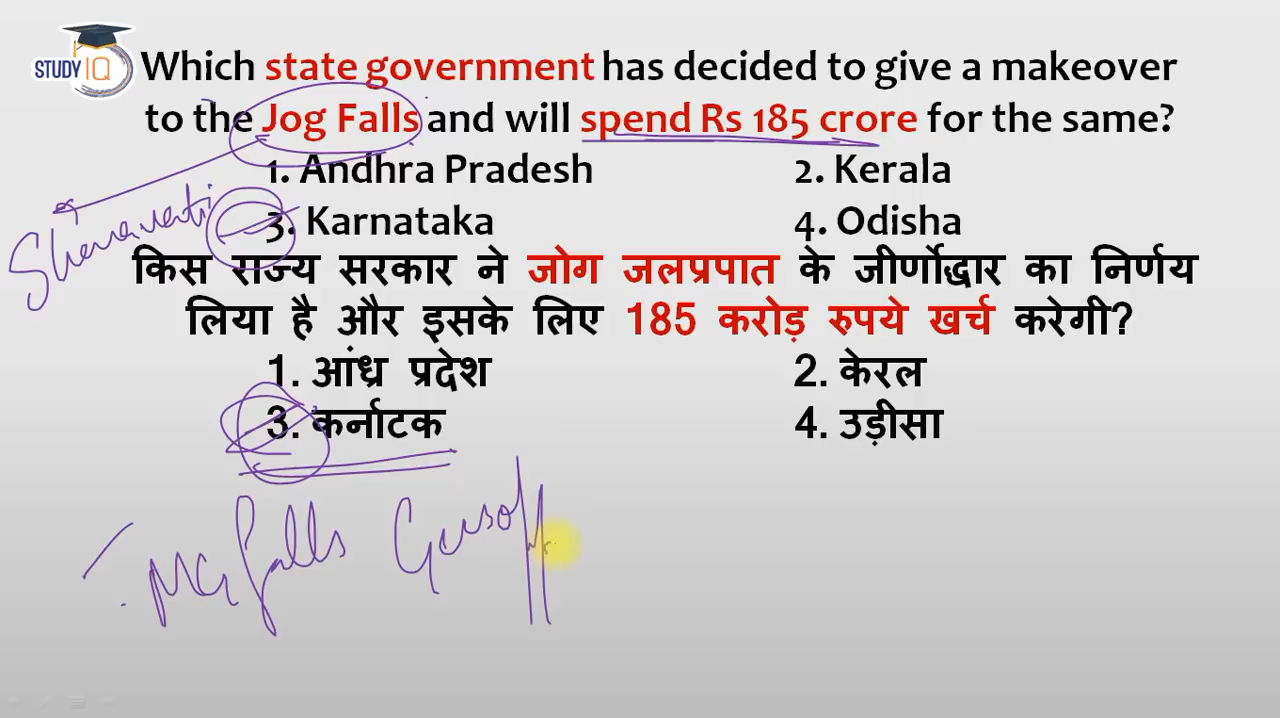 STUDY IQ
Which state government has decided to give a makeover
to the Jog Falls and will spend Rs 185 crore for the same?
1. Andhra Pradesh 2. Kerala
3. Karnataka 4. Odisha
Sharavati
किस राज्य सरकार ने जोग जलप्रपात के जीर्णोद्धार का निर्णय
लिया है और इसके लिए 185 करोड़ रुपये खर्च करेगी?
1. आंध्र प्रदेश 2. केरल
3. कर्नाटक 4. उड़ीसा
MG falls